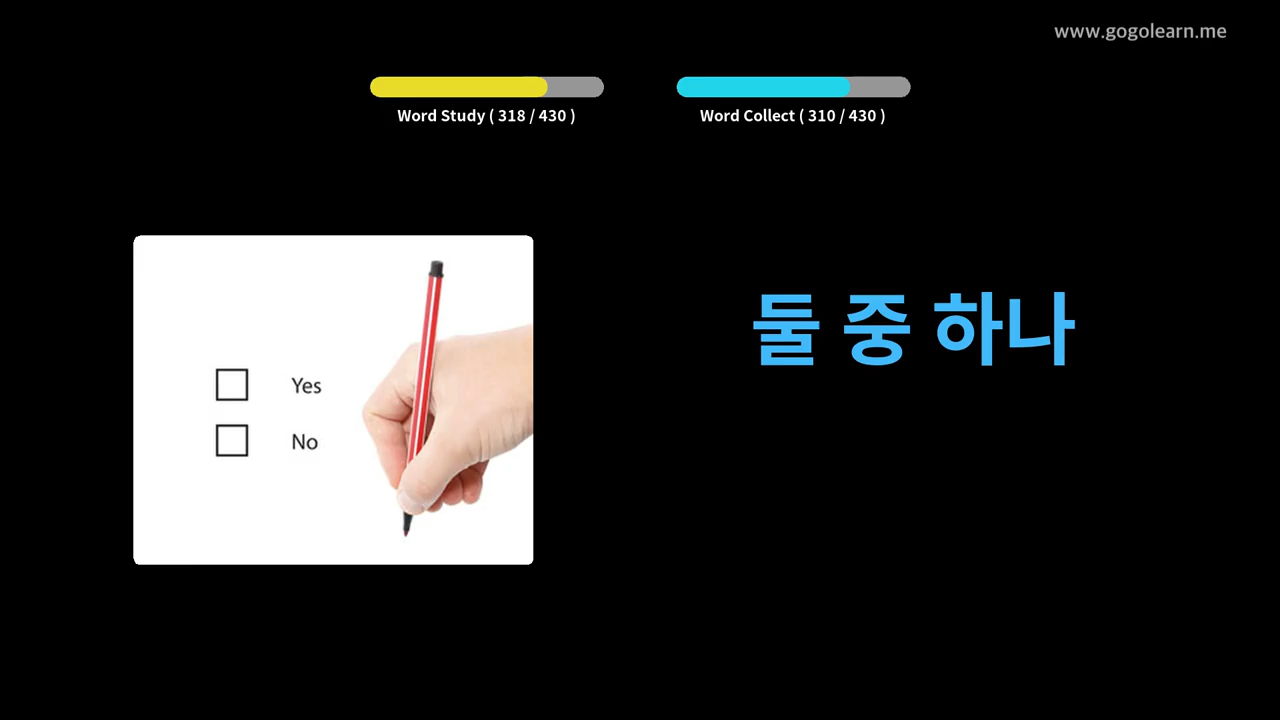 www.gogolearn.me
Word Study ( 318 / 430 )
Word Collect ( 310 / 430 )
둘 중 하나
Yes
No